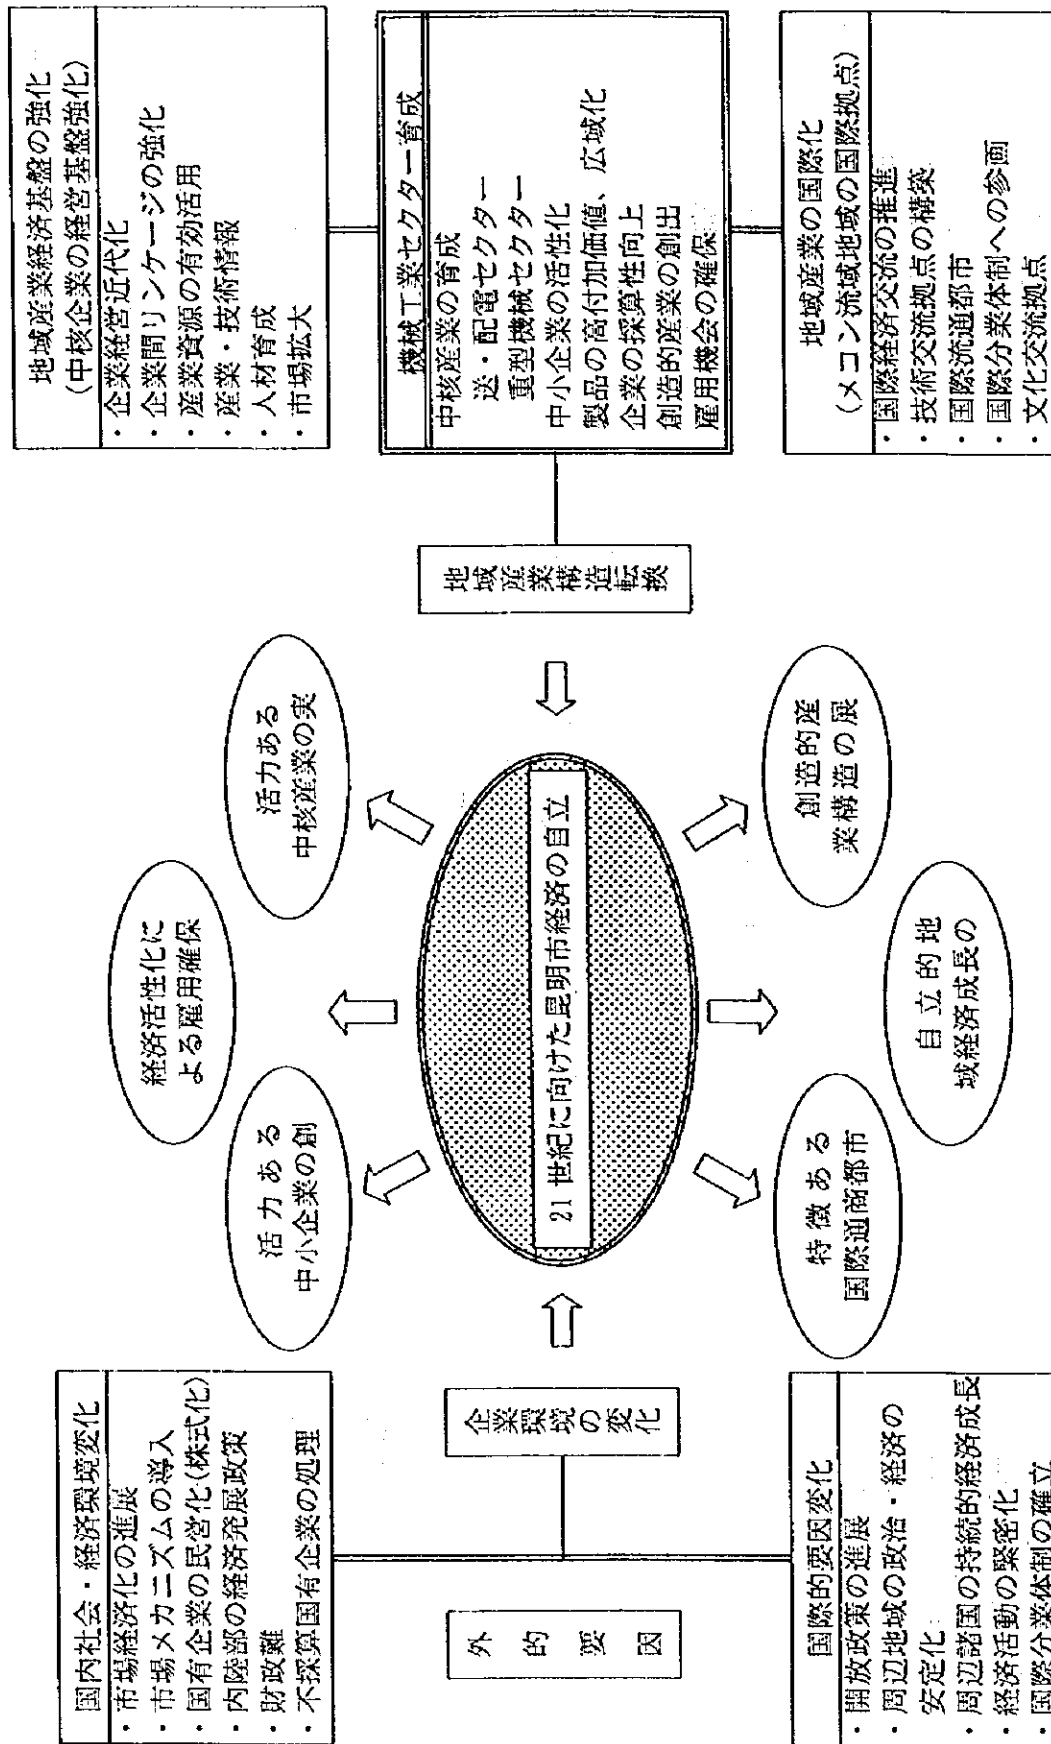 国内社会・経済環境変化
・市場経済化の進展
・市場メカニズムの導入
・国有企業の民営化(株式化)
・内陸部の経済発展政策
・財政難
・不採算国有企業の処理
外的要因
企業環境の変化
国際的要因変化
・開放政策の進展
・周辺地域の政治・経済の
安定化
・周辺諸国の持続的経済成長
・経済活動の緊密化
・国際分業体制の確立
活力ある
中小企業の創
経済活性化に
よる雇用確保
活力ある
中核産業の実
21世紀に向けた昆明市経済の自立
特徴ある
国際通商都市
自立的地
域経済成長の
創造的産
業構造の展
地域産業構造転換
地域産業経済基盤の強化
(中核企業の経営基盤強化)
・企業経営近代化
・企業間リンケージの強化
・産業資源の有効活用
・産業・技術情報
・人材育成
・市場拡大
機械工業セクター育成
中核産業の育成
送・配電セクター
重型機械セクター
中小企業の活性化
製品の高付加価値、広域化
企業の採算性向上
創造的産業の創出
雇用機会の確保
地域産業の国際化
(メコン流域地域の国際拠点)
・国際経済交流の推進
・技術交流拠点の構築
・国際流通都市
・国際分業体制への参画
・文化交流拠点